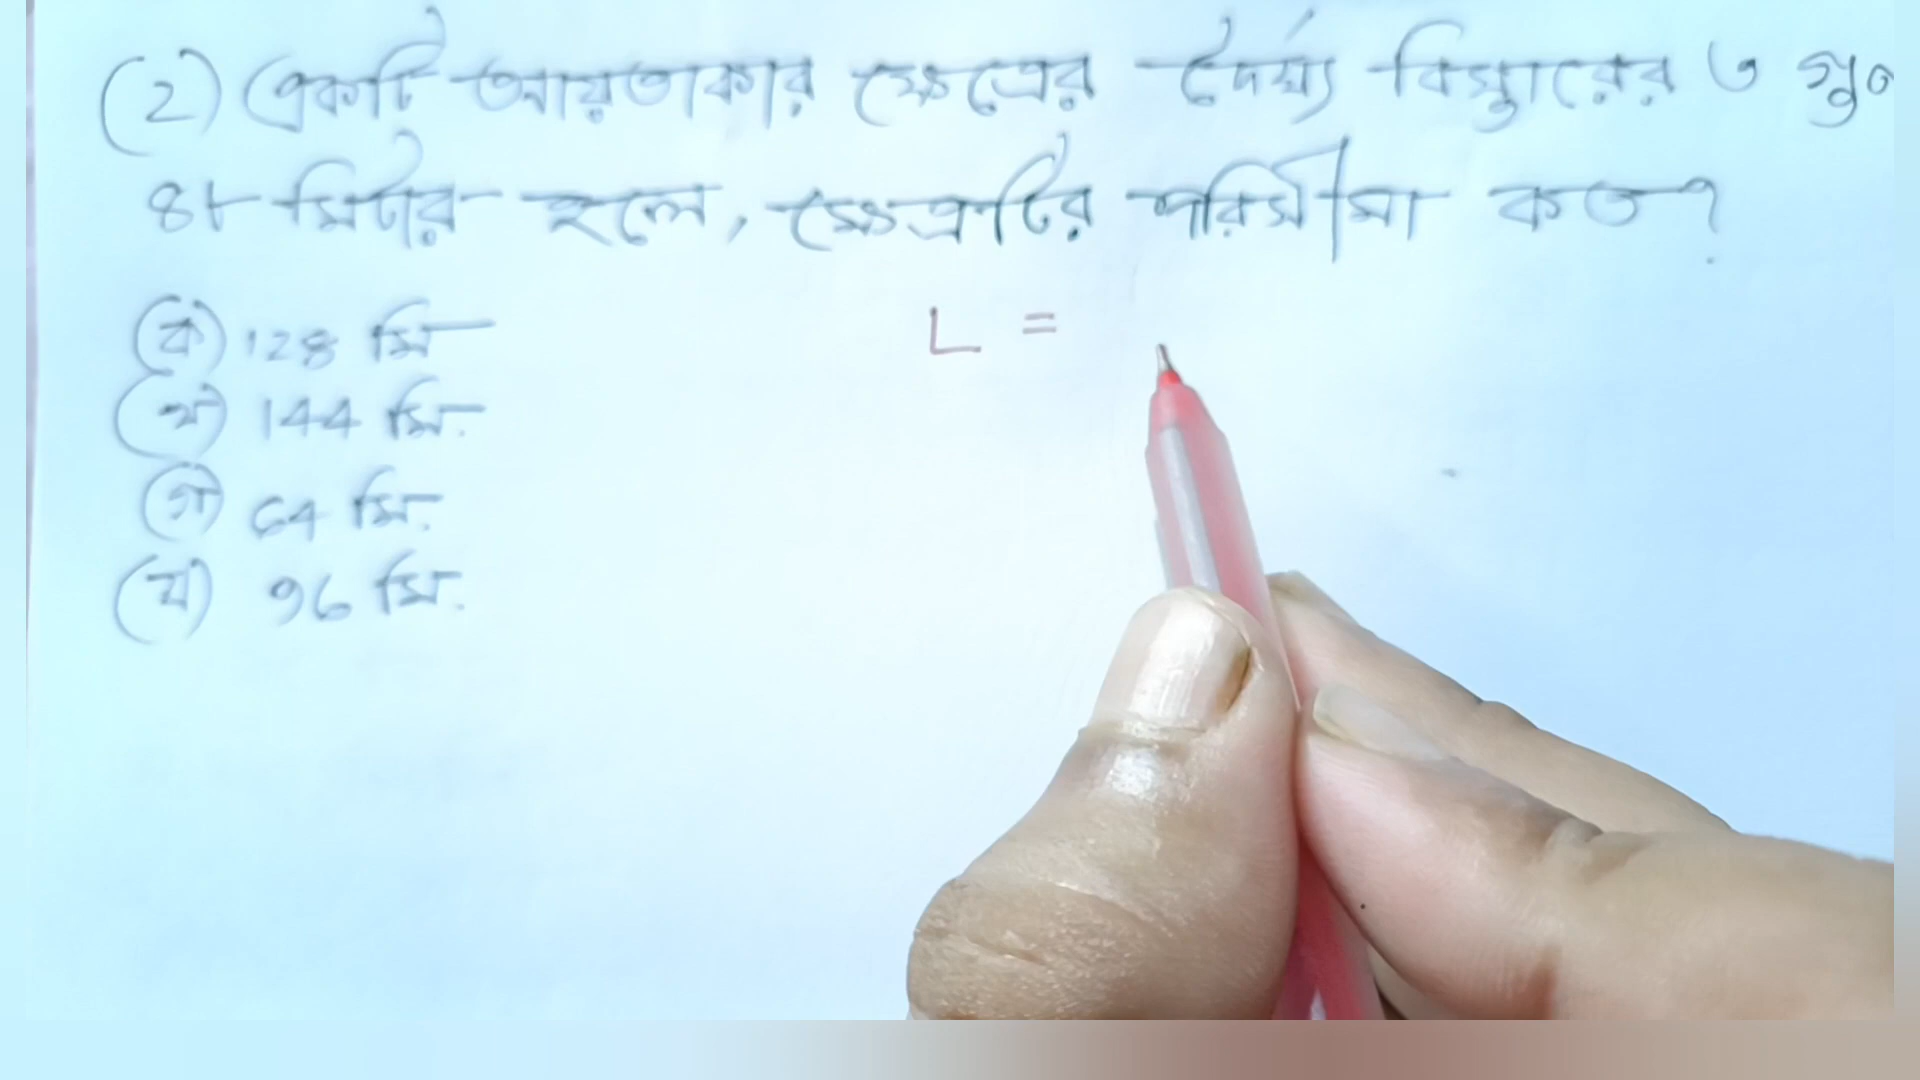 (2) একটি আয়তাকার ক্ষেত্রের দৈর্ঘ্য বিস্তারের ৩ গুণ
৪৮ মিটার হলে, ক্ষেত্রটির পরিসীমা কত?
(ক) 128 মি
(খ) 144 মি.
(গ) 64 মি.
(ঘ) 96 মি.
L =